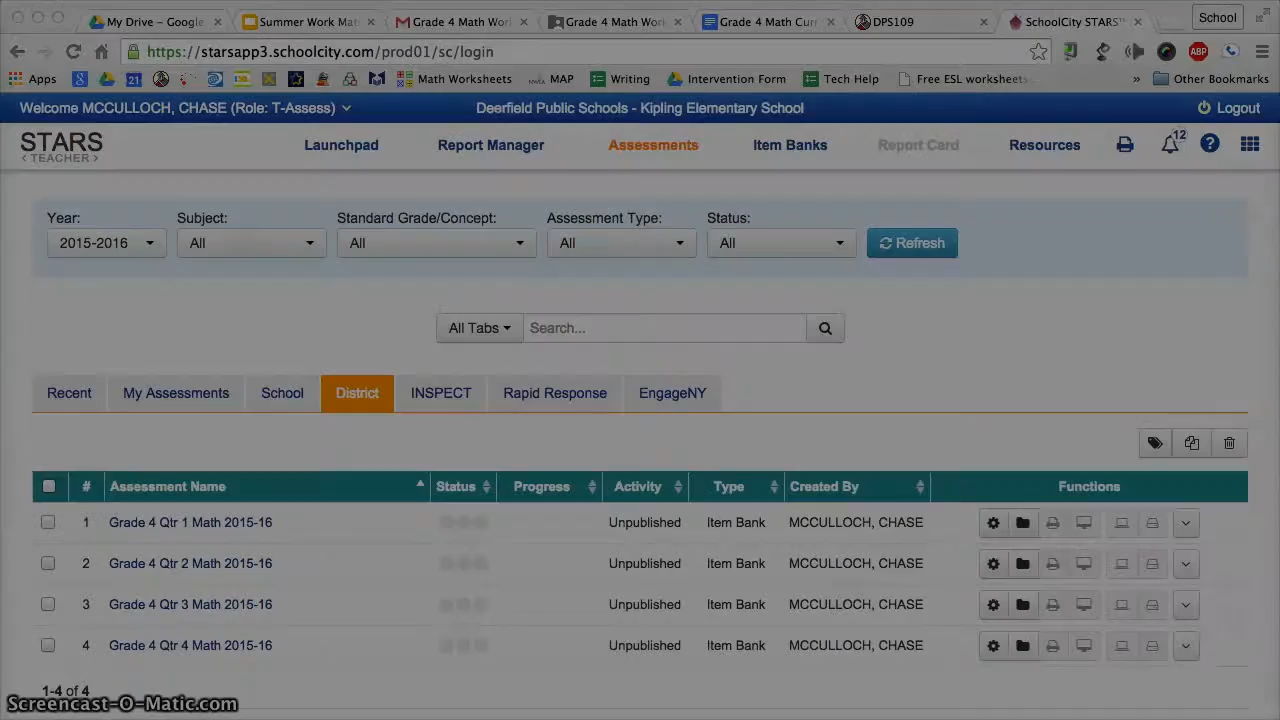 My Drive – Google
Summer Work Mat
Grade 4 Math Wor
Grade 4 Math Wor
Grade 4 Math Cur
DPS109
SchoolCity STARS™
School
https://starsapp3.schoolcity.com/prod01/sc/login
ABP
Apps
21
Math Worksheets
MAP
Writing
Intervention Form
Tech Help
Free ESL worksheets
»
Other Bookmarks
Welcome MCCULLOCH, CHASE (Role: T-Assess)
Deerfield Public Schools - Kipling Elementary School
Logout
STARS
< TEACHER >
Launchpad
Report Manager
Assessments
Item Banks
Report Card
Resources
12
?
Year:
Subject:
Standard Grade/Concept:
Assessment Type:
Status:
2015-2016
All
All
All
All
Refresh
All Tabs
Search...
Recent
My Assessments
School
District
INSPECT
Rapid Response
EngageNY
# Assessment Name Status Progress Activity Type Created By Functions
1 Grade 4 Qtr 1 Math 2015-16 Unpublished Item Bank MCCULLOCH, CHASE
2 Grade 4 Qtr 2 Math 2015-16 Unpublished Item Bank MCCULLOCH, CHASE
3 Grade 4 Qtr 3 Math 2015-16 Unpublished Item Bank MCCULLOCH, CHASE
4 Grade 4 Qtr 4 Math 2015-16 Unpublished Item Bank MCCULLOCH, CHASE
1-4 of 4
Screencast-O-Matic.com